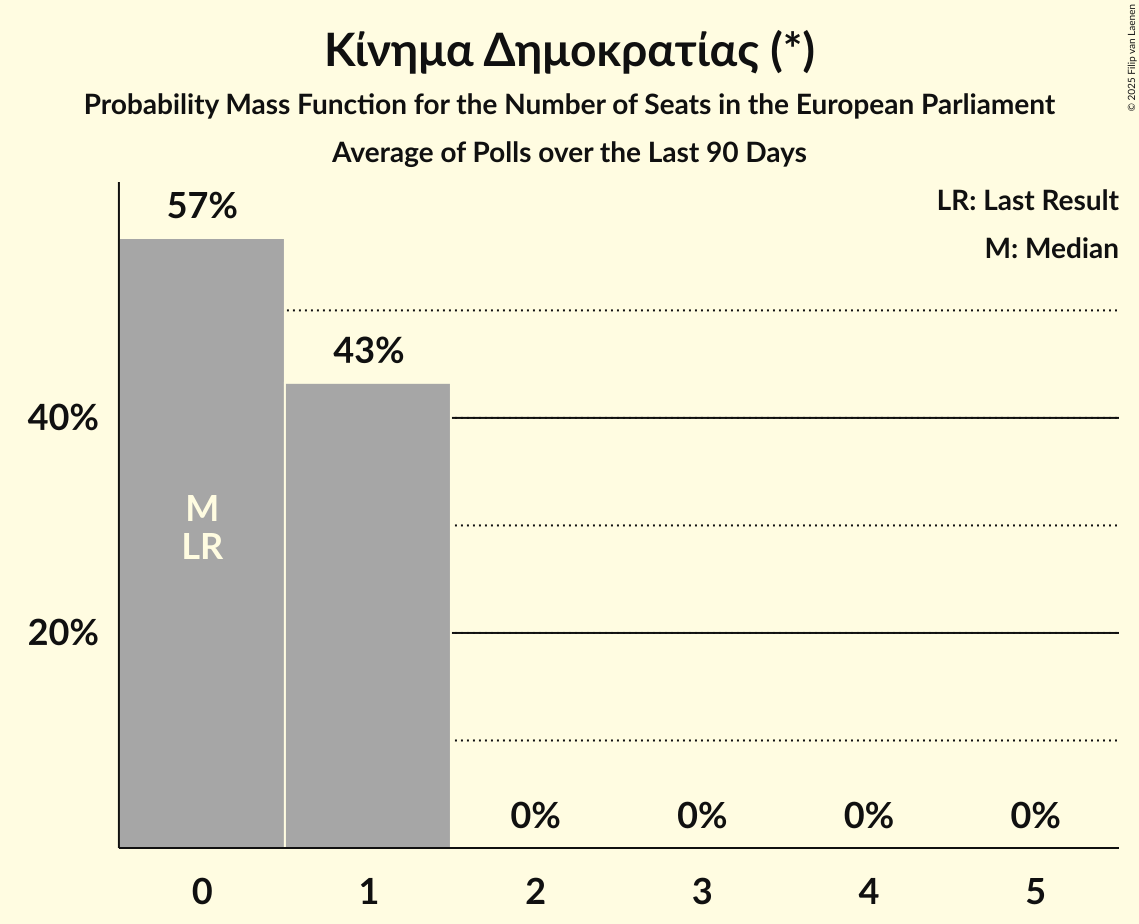 Κίνημα Δημοκρατίας (*)
Probability Mass Function for the Number of Seats in the European Parliament
Average of Polls over the Last 90 Days
© 2025 Filip van Laenen
LR: Last Result
M: Median
57%
43%
40%
20%
M
LR
0% 0% 0% 0%
0 1 2 3 4 5